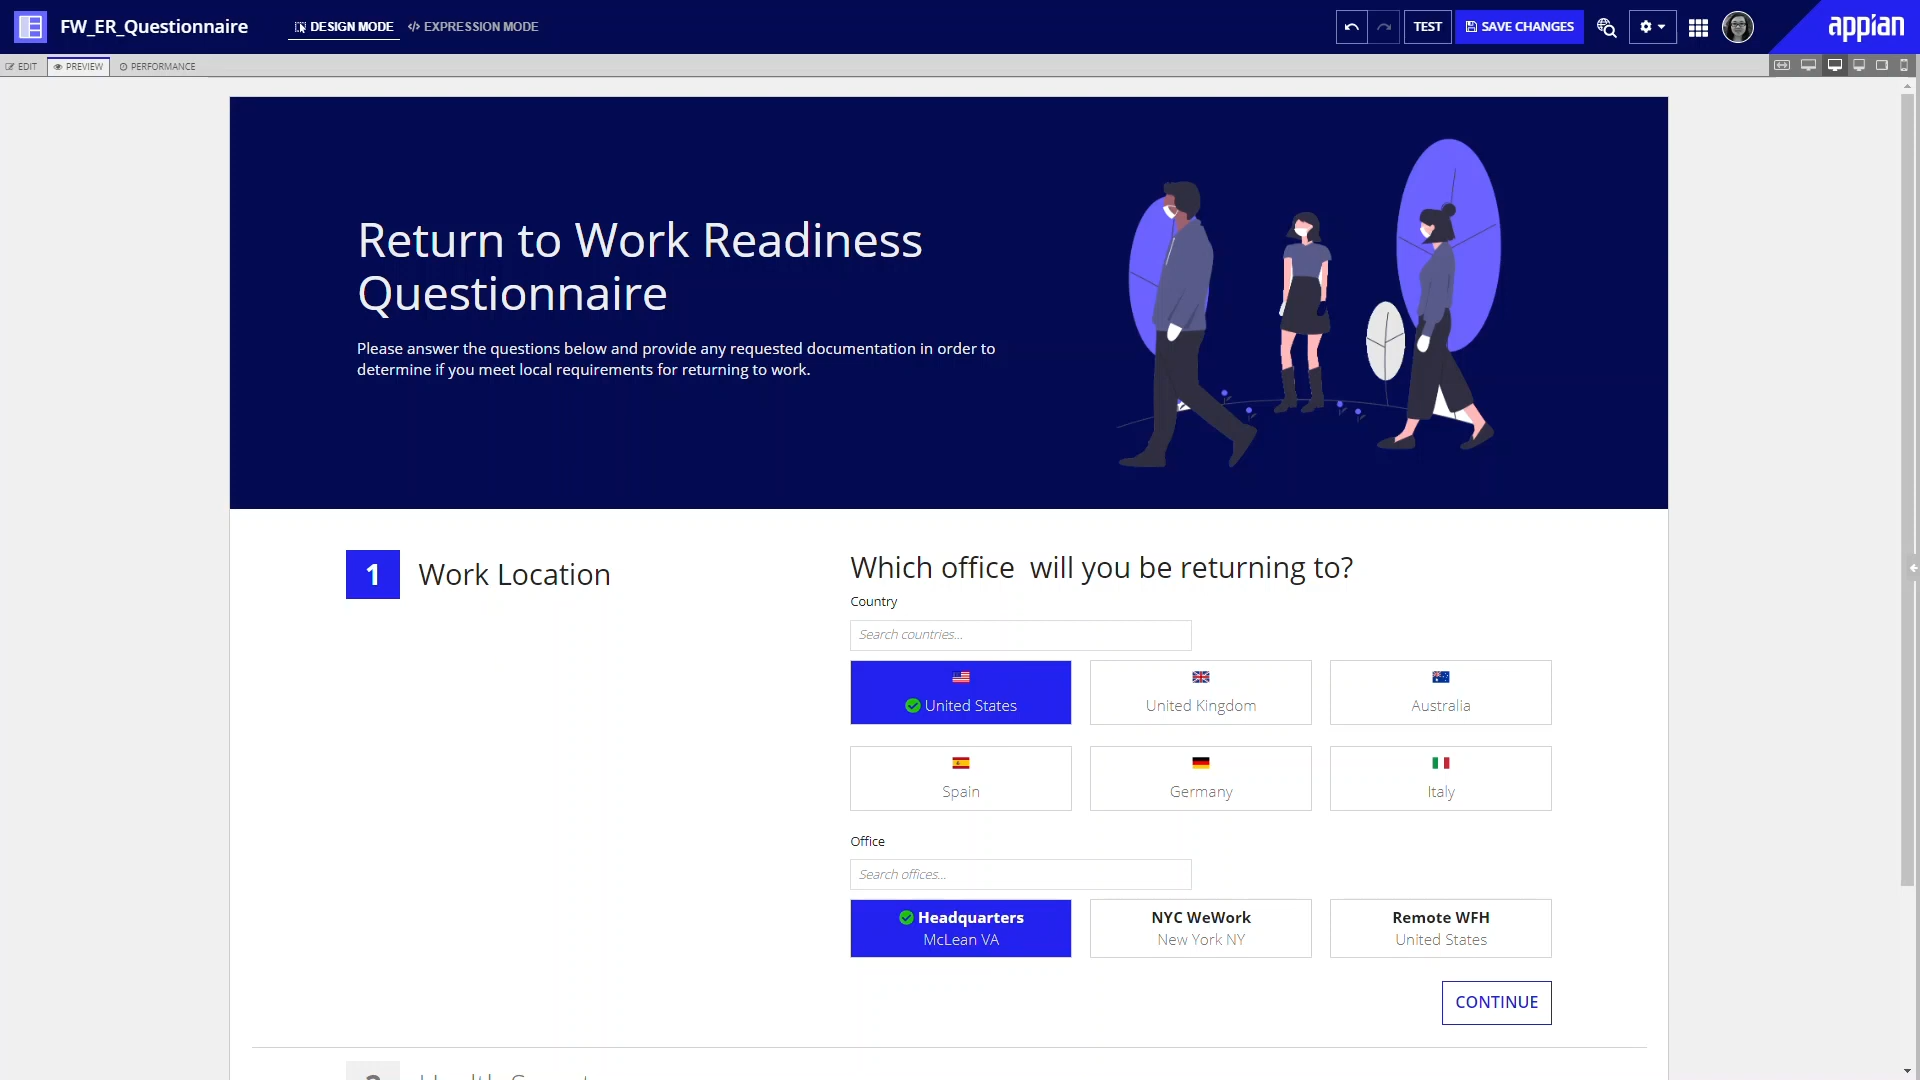 FW_ER_Questionnaire
DESIGN MODE
</> EXPRESSION MODE
TEST
SAVE CHANGES
appian
EDIT
PREVIEW
PERFORMANCE
Return to Work Readiness
Questionnaire
Please answer the questions below and provide any requested documentation in order to
determine if you meet local requirements for returning to work.
1
Work Location
Which office  will you be returning to?
Country
Search countries...
United States
United Kingdom
Australia
Spain
Germany
Italy
Office
Search offices...
Headquarters
McLean VA
NYC WeWork
New York NY
Remote WFH
United States
CONTINUE